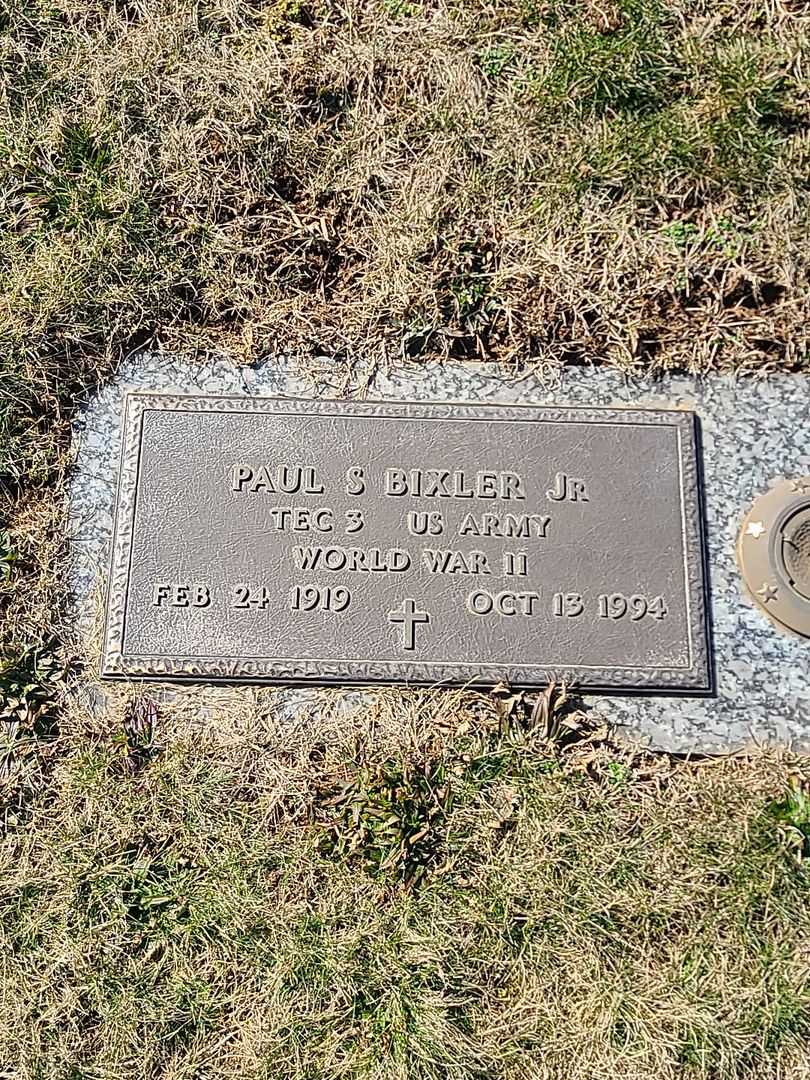 PAUL S BIXLER JR
TEC 3 US ARMY
WORLD WAR II
FEB 24 1919 OCT 13 1994